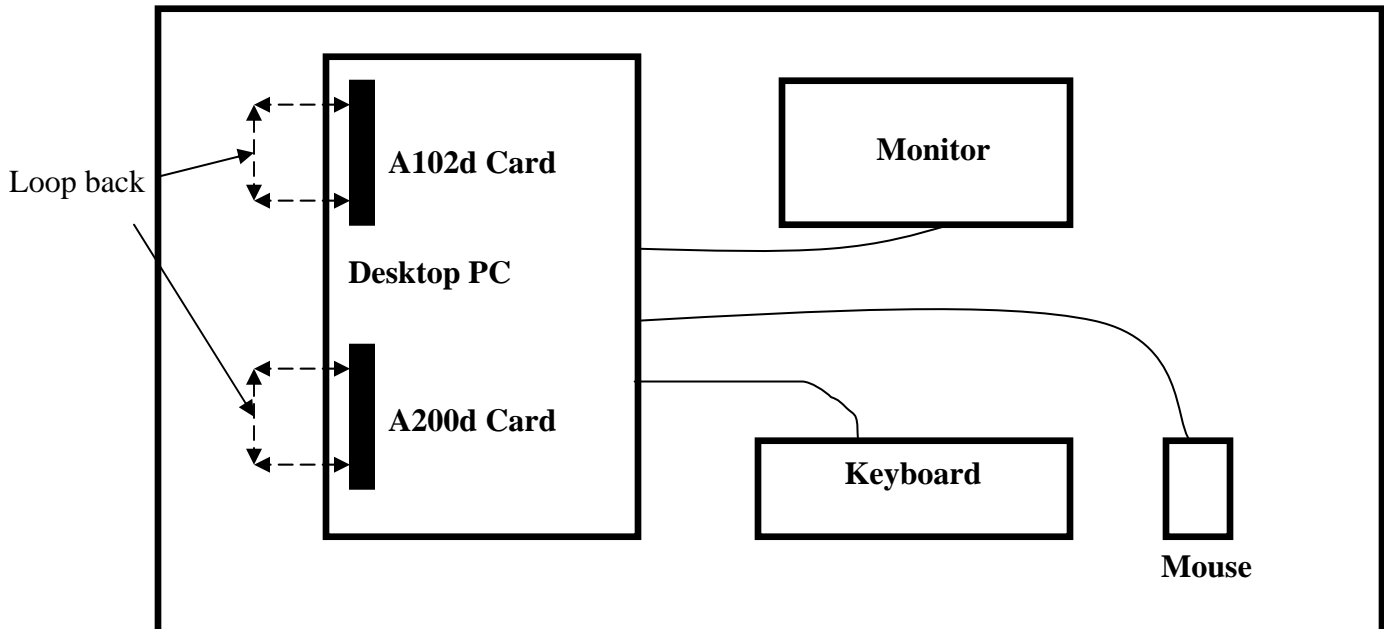 A102d Card
Monitor
Loop back
Desktop PC
A200d Card
Keyboard
Mouse